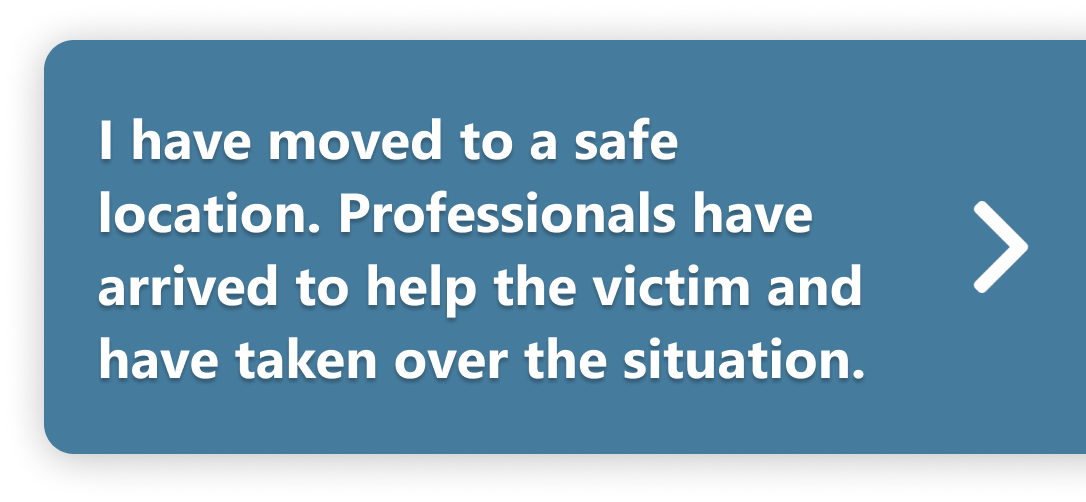 I have moved to a safe
location. Professionals have
arrived to help the victim and
have taken over the situation.